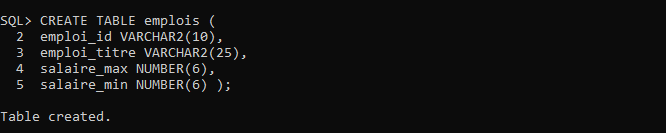 SQL> CREATE TABLE emplois (
  2  emploi_id VARCHAR2(10),
  3  emploi_titre VARCHAR2(25),
  4  salaire_max NUMBER(6),
  5  salaire_min NUMBER(6) );
Table created.